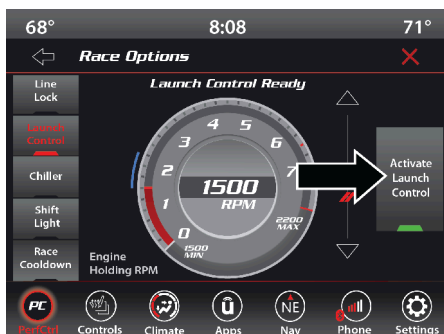 68°
8:08
71°
Race Options
Line
Lock
Launch
Control
Chiller
Shift
Light
Race
Cooldown
Launch Control Ready
0
1
2
3
4
5
6
7
1500
RPM
1500
MIN
2200
MAX
Engine
Holding RPM
Activate
Launch
Control
PC
PerfCtrl
Controls
Climate
ü
Apps
NE
Nav
Phone
Settings